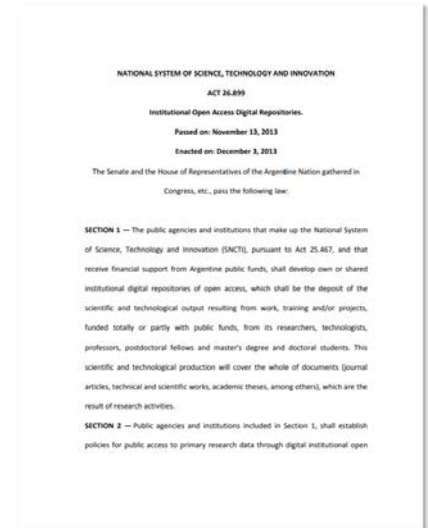 NATIONAL SYSTEM OF SCIENCE, TECHNOLOGY AND INNOVATION
ACT 26.899
Institutional Open Access Digital Repositories.
Passed on: November 13, 2013
Enacted on: December 3, 2013
The Senate and the House of Representatives of the Argentine Nation gathered in
Congress, etc., pass the following law:
SECTION 1 — The public agencies and institutions that make up the National System
of Science, Technology and Innovation (SNCTI), pursuant to Act 25.467, and that
receive financial support from Argentine public funds, shall develop own or shared
institutional digital repositories of open access, which shall be the deposit of the
scientific and technological output resulting from work, training and/or projects,
funded totally or partly with public funds, from its researchers, technologists,
professors, postdoctoral fellows and master's degree and doctoral students. This
scientific and technological production will cover the whole of documents (journal
articles, technical and scientific works, academic theses, among others), which are the
result of research activities.
SECTION 2 — Public agencies and institutions included in Section 1, shall establish
policies for public access to primary research data through digital institutional open